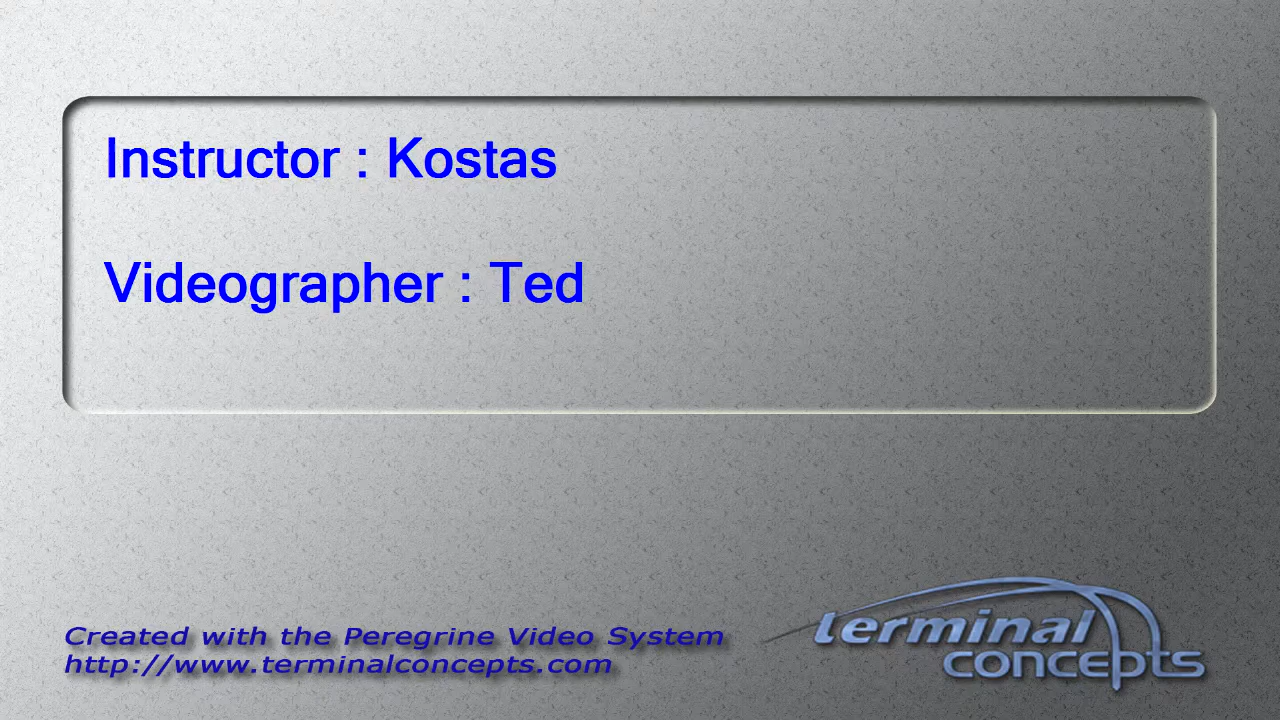 Instructor : Kostas
Videographer : Ted
Created with the Peregrine Video System
http://www.terminalconcepts.com
terminal
concepts